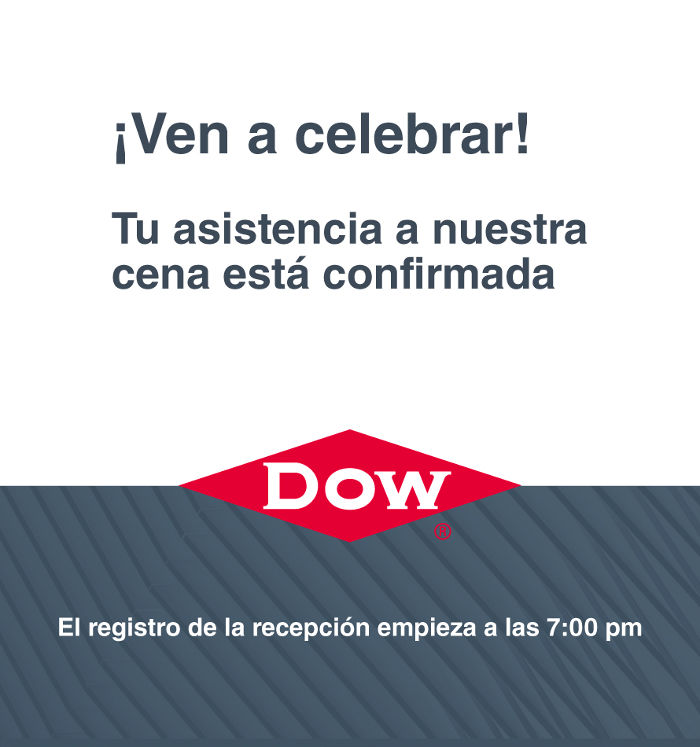 ¡Ven a celebrar!
Tu asistencia a nuestra
cena está confirmada
Dow
®
El registro de la recepción empieza a las 7:00 pm